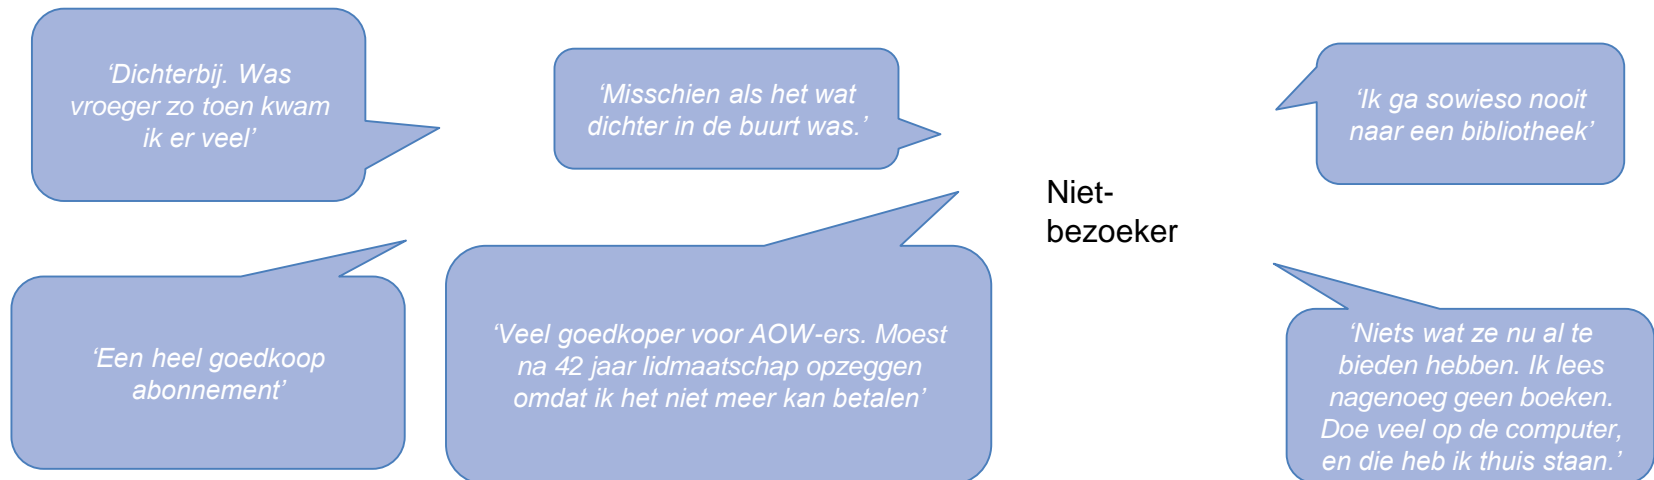 ‘Dichterbij. Was
vroeger zo toen kwam
ik er veel’
‘Misschien als het wat
dichter in de buurt was.’
‘Ik ga sowieso nooit
naar een bibliotheek’
Niet-
bezoeker
‘Een heel goedkoop
abonnement’
‘Veel goedkoper voor AOW-ers. Moest
na 42 jaar lidmaatschap opzeggen
omdat ik het niet meer kan betalen’
‘Niets wat ze nu al te
bieden hebben. Ik lees
nagenoeg geen boeken.
Doe veel op de computer,
en die heb ik thuis staan.’